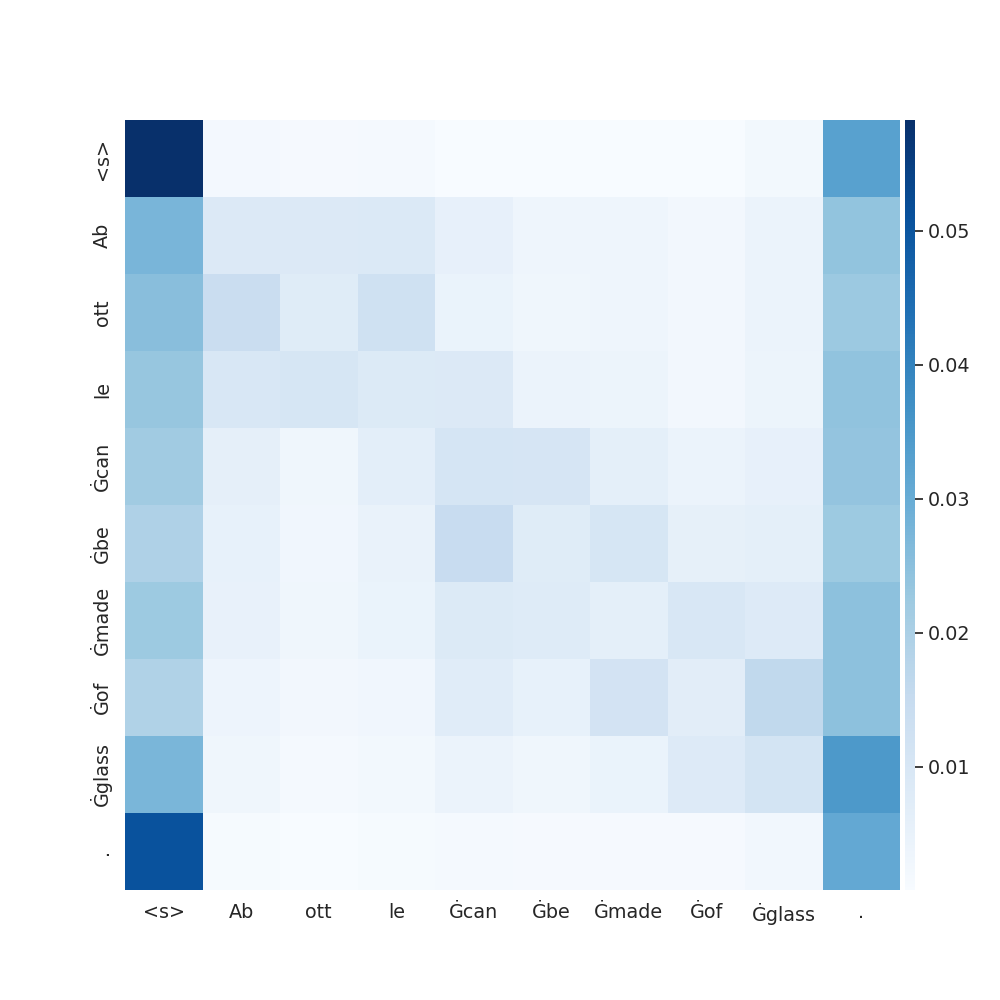 <s>
Ab
ott
le
Ġcan
Ġbe
Ġmade
Ġof
Ġglass
.
<s> Ab ott le Ġcan Ġbe Ġmade Ġof Ġglass .
0.05
0.04
0.03
0.02
0.01